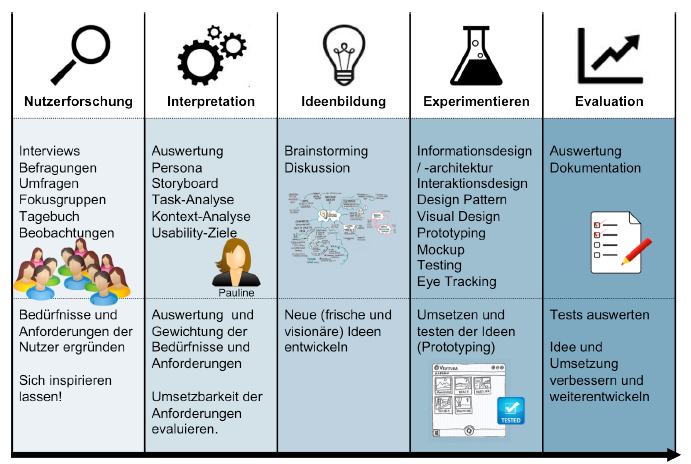 Nutzerforschung
Interpretation
Ideenbildung
Experimentieren
Evaluation
Interviews
Befragungen
Umfragen
Fokusgruppen
Tagebuch
Beobachtungen
Auswertung
Persona
Storyboard
Task-Analyse
Kontext-Analyse
Usability-Ziele
Pauline
Brainstorming
Diskussion
Informationsdesign
/ -architektur
Interaktionsdesign
Design Pattern
Visual Design
Prototyping
Mockup
Testing
Eye Tracking
Auswertung
Dokumentation
Bedürfnisse und
Anforderungen der
Nutzer ergründen
Sich inspirieren
lassen!
Auswertung und
Gewichtung der
Bedürfnisse und
Anforderungen
Umsetzbarkeit der
Anforderungen
evaluieren.
Neue (frische und
visionäre) Ideen
entwickeln
Umsetzen und
testen der Ideen
(Prototyping)
TESTED
Tests auswerten
Idee und
Umsetzung
verbessern und
weiterentwickeln